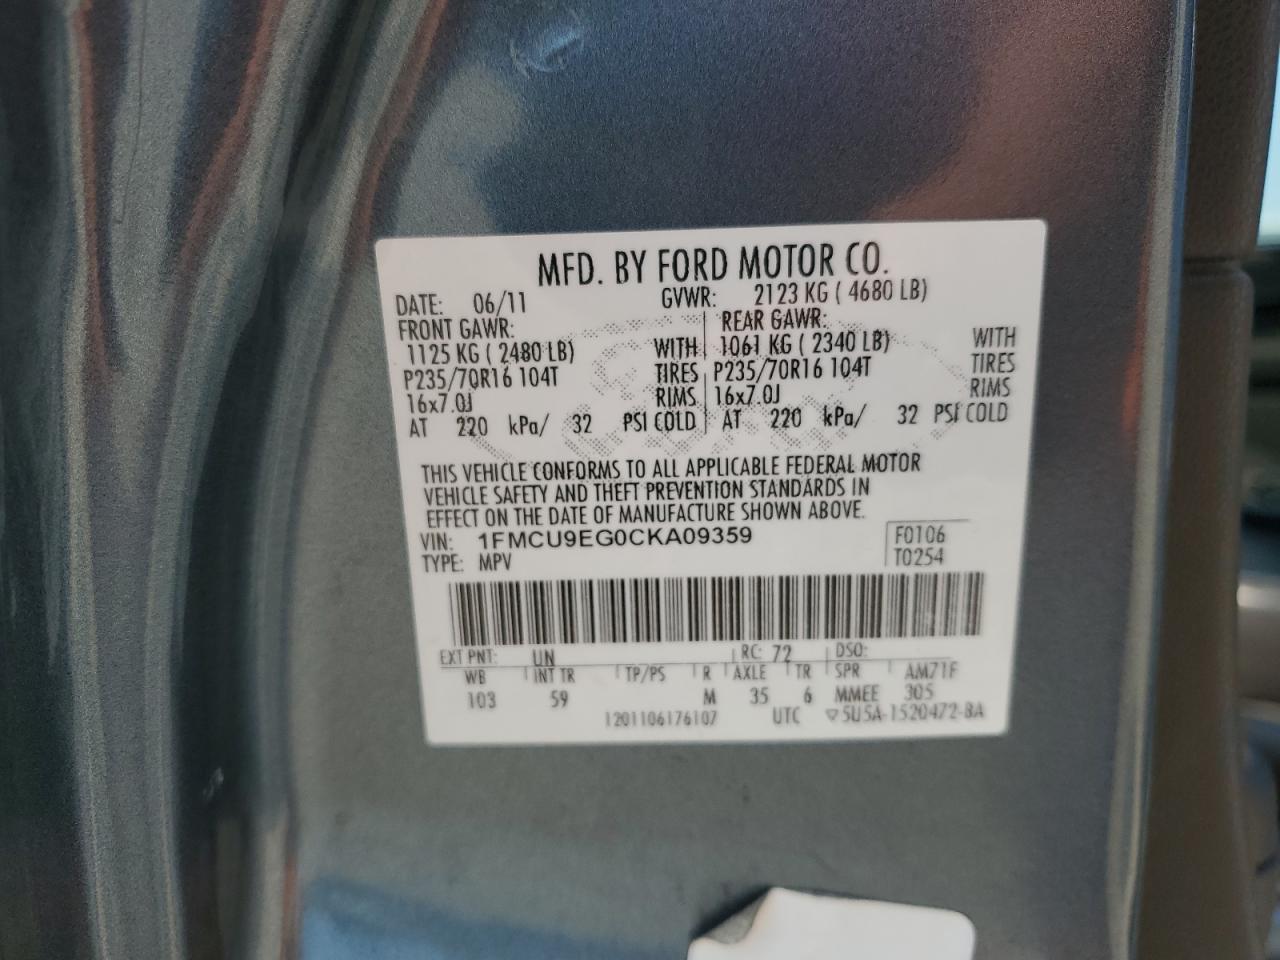 MFD. BY FORD MOTOR CO.
DATE: 06/11 GVWR: 2123 KG ( 4680 LB)
FRONT GAWR: REAR GAWR:
1125 KG ( 2480 LB) WITH 1061 KG ( 2340 LB) WITH
P235/70R16 104T TIRES P235/70R16 104T TIRES
16x7.0J RIMS 16x7.0J RIMS
AT 220 kPa/ 32 PSI COLD AT 220 kPa/ 32 PSI COLD
THIS VEHICLE CONFORMS TO ALL APPLICABLE FEDERAL MOTOR
VEHICLE SAFETY AND THEFT PREVENTION STANDARDS IN
EFFECT ON THE DATE OF MANUFACTURE SHOWN ABOVE.
VIN: 1FMCU9EG0CKA09359 F0106
TYPE: MPV T0254
EXT PNT: UN RC: 72 DSO:
WB INT TR TP/PS R AXLE TR SPR AM71F
103 59 M 35 6 MMEE 305
1201106176107 UTC ▽5U5A-1520472-BA